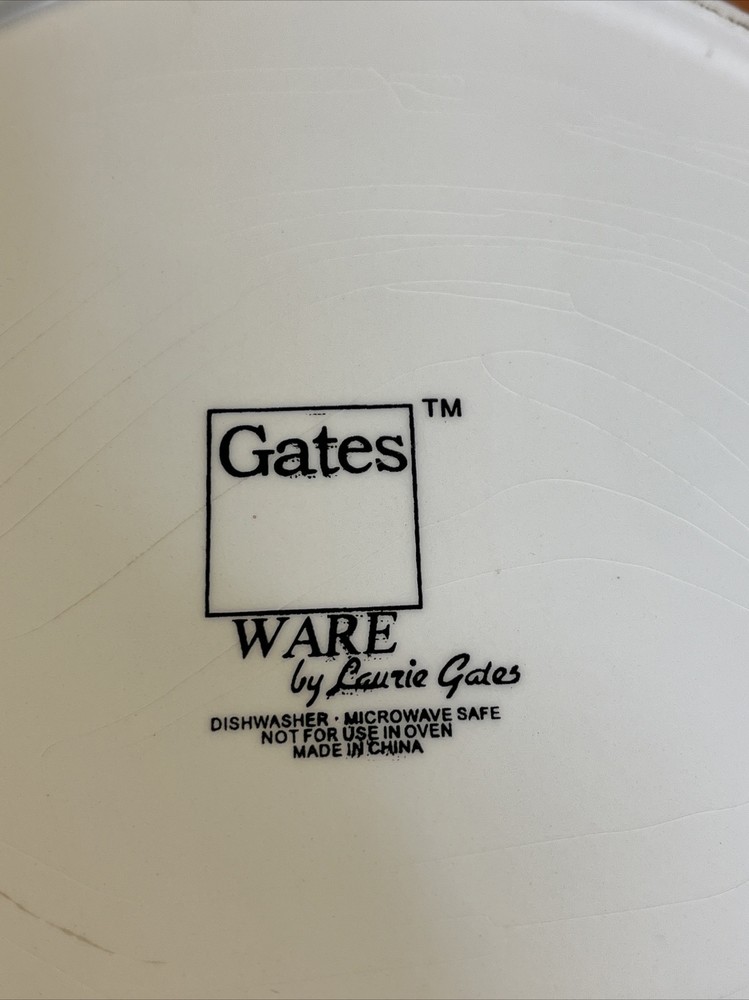 Gates TM
WARE
by Laurie Gates
DISHWASHER · MICROWAVE SAFE
NOT FOR USE IN OVEN
MADE IN CHINA